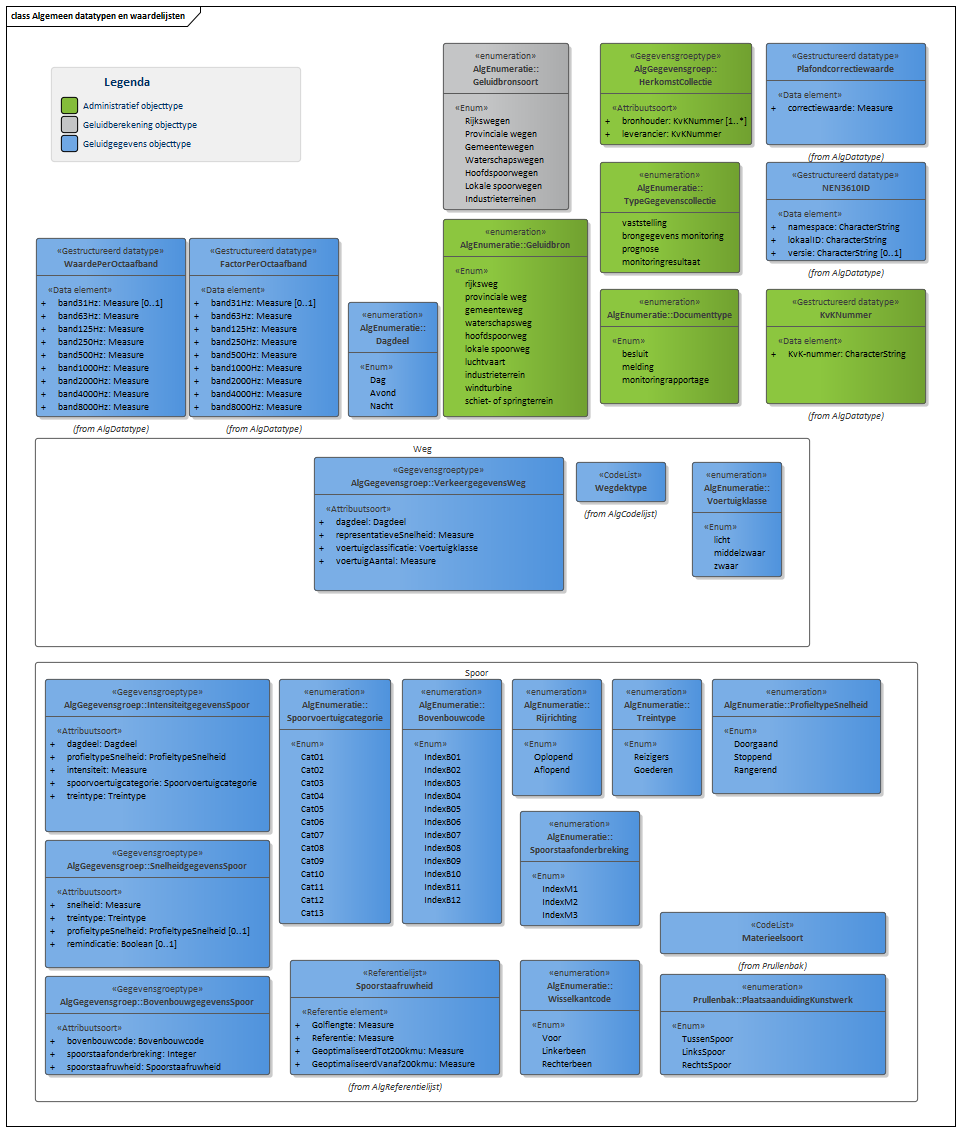 class Algemeen datatypen en waardelijsten
Legenda
Administratief objecttype
Geluidberekening objecttype
Geluidgegevens objecttype
«enumeration»
AlgEnumeratie::
Geluidbronsoort
«Enum»
Rijkswegen
Provinciale wegen
Gemeentewegen
Waterschapswegen
Hoofdspoorwegen
Lokale spoorwegen
Industrieterreinen
«Gegevensgroeptype»
AlgGegevensgroep::
HerkomstCollectie
«Attribuutsoort»
+ bronhouder: KvKNummer [1..*]
+ leverancier: KvKNummer
«Gestructureerd datatype»
Plafondcorrectiewaarde
«Data element»
+ correctiewaarde: Measure
(from AlgDatatype)
«enumeration»
AlgEnumeratie::
TypeGegevenscollectie
vaststelling
brongegevens monitoring
prognose
monitoringresultaat
«Gestructureerd datatype»
NEN3610ID
«Data element»
+ namespace: CharacterString
+ lokaalID: CharacterString
+ versie: CharacterString [0..1]
(from AlgDatatype)
«Gestructureerd datatype»
WaardePerOctaafband
«Data element»
+ band31Hz: Measure [0..1]
+ band63Hz: Measure
+ band125Hz: Measure
+ band250Hz: Measure
+ band500Hz: Measure
+ band1000Hz: Measure
+ band2000Hz: Measure
+ band4000Hz: Measure
+ band8000Hz: Measure
(from AlgDatatype)
«Gestructureerd datatype»
FactorPerOctaafband
«Data element»
+ band31Hz: Measure [0..1]
+ band63Hz: Measure
+ band125Hz: Measure
+ band250Hz: Measure
+ band500Hz: Measure
+ band1000Hz: Measure
+ band2000Hz: Measure
+ band4000Hz: Measure
+ band8000Hz: Measure
(from AlgDatatype)
«enumeration»
AlgEnumeratie::
Dagdeel
«Enum»
Dag
Avond
Nacht
«enumeration»
AlgEnumeratie::Geluidbron
«Enum»
rijksweg
provinciale weg
gemeenteweg
waterschapsweg
hoofdspoorweg
lokale spoorweg
luchtvaart
industrieterrein
windturbine
schiet- of springterrein
«enumeration»
AlgEnumeratie::Documenttype
«Enum»
besluit
melding
monitoringrapportage
«Gestructureerd datatype»
KvKNummer
«Data element»
+ KvK-nummer: CharacterString
(from AlgDatatype)
Weg
«Gegevensgroeptype»
AlgGegevensgroep::VerkeergegevensWeg
«Attribuutsoort»
+ dagdeel: Dagdeel
+ representatieveSnelheid: Measure
+ voertuigclassificatie: Voertuigklasse
+ voertuigAantal: Measure
«CodeList»
Wegdektype
(from AlgCodelijst)
«enumeration»
AlgEnumeratie::
Voertuigklasse
«Enum»
licht
middelzwaar
zwaar
Spoor
«Gegevensgroeptype»
AlgGegevensgroep::IntensiteitgegevensSpoor
«Attribuutsoort»
+ dagdeel: Dagdeel
+ profieltypeSnelheid: ProfieltypeSnelheid
+ intensiteit: Measure
+ spoorvoertuigcategorie: Spoorvoertuigcategorie
+ treintype: Treintype
«enumeration»
AlgEnumeratie::
Spoorvoertuigcategorie
«Enum»
Cat01
Cat02
Cat03
Cat04
Cat05
Cat06
Cat07
Cat08
Cat09
Cat10
Cat11
Cat12
Cat13
«enumeration»
AlgEnumeratie::
Bovenbouwcode
«Enum»
IndexB01
IndexB02
IndexB03
IndexB04
IndexB05
IndexB06
IndexB07
IndexB08
IndexB09
IndexB10
IndexB11
IndexB12
«enumeration»
AlgEnumeratie::
Rijrichting
«Enum»
Oplopend
Aflopend
«enumeration»
AlgEnumeratie::
Treintype
«Enum»
Reizigers
Goederen
«enumeration»
AlgEnumeratie::ProfieltypeSnelheid
«Enum»
Doorgaand
Stoppend
Rangerend
«Gegevensgroeptype»
AlgGegevensgroep::SnelheidgegevensSpoor
«Attribuutsoort»
+ snelheid: Measure
+ treintype: Treintype
+ profieltypeSnelheid: ProfieltypeSnelheid [0..1]
+ remindicatie: Boolean [0..1]
«enumeration»
AlgEnumeratie::
Spoorstaafonderbreking
«Enum»
IndexM1
IndexM2
IndexM3
«CodeList»
Materieelsoort
(from Prullenbak)
«Gegevensgroeptype»
AlgGegevensgroep::BovenbouwgegevensSpoor
«Attribuutsoort»
+ bovenbouwcode: Bovenbouwcode
+ spoorstaafonderbreking: Integer
+ spoorstaafruwheid: Spoorstaafruwheid
«Referentielijst»
Spoorstaafruwheid
«Referentie element»
+ Golflengte: Measure
+ Referentie: Measure
+ GeoptimaliseerdTot200kmu: Measure
+ GeoptimaliseerdVanaf200kmu: Measure
(from AlgReferentielijst)
«enumeration»
AlgEnumeratie::
Wisselkantcode
«Enum»
Voor
Linkerbeen
Rechterbeen
«enumeration»
Prullenbak::PlaatsaanduidingKunstwerk
«Enum»
TussenSpoor
LinksSpoor
RechtsSpoor